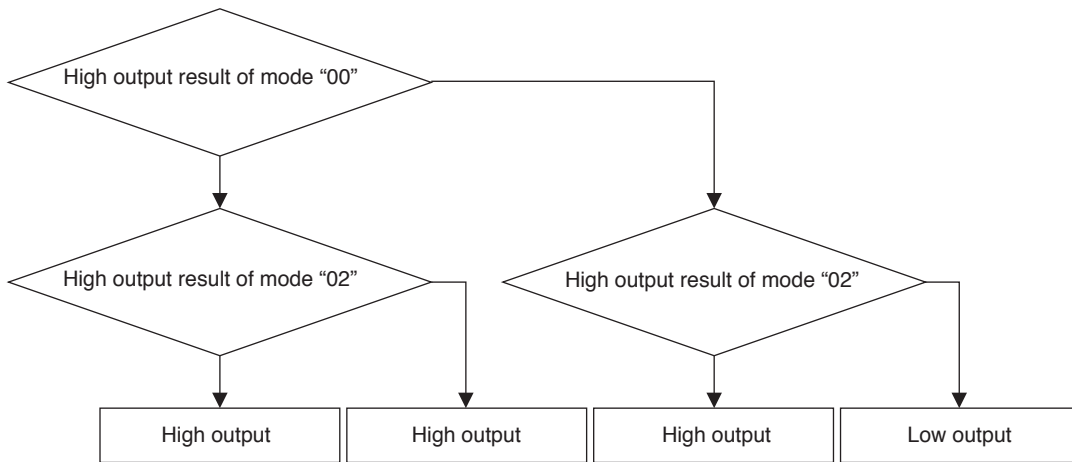 High output result of mode “00”
High output result of mode “02”
High output result of mode “02”
High output
High output
High output
Low output